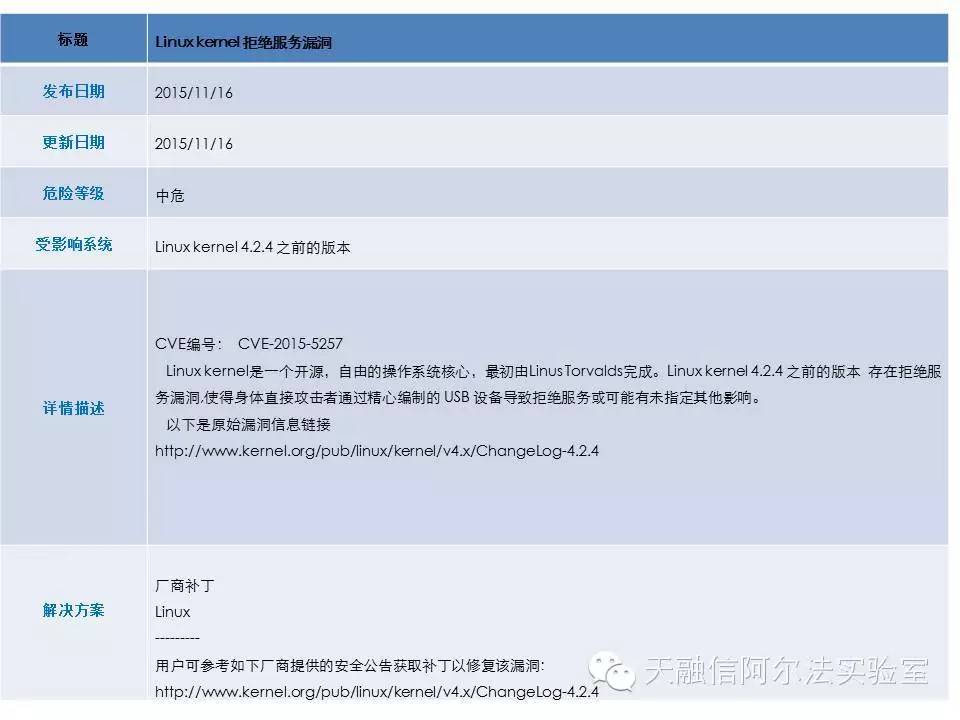 标题
Linux kernel 拒绝服务漏洞
发布日期
2015/11/16
更新日期
2015/11/16
危险等级
中危
受影响系统
Linux kernel 4.2.4 之前的版本
详情描述
CVE编号： CVE-2015-5257
Linux kernel是一个开源，自由的操作系统核心，最初由Linus Torvalds完成。Linux kernel 4.2.4 之前的版本 存在拒绝服
务漏洞,使得身体直接攻击者通过精心编制的 USB 设备导致拒绝服务或可能有未指定其他影响。
以下是原始漏洞信息链接
http://www.kernel.org/pub/linux/kernel/v4.x/ChangeLog-4.2.4
解决方案
厂商补丁
Linux
---------
用户可参考如下厂商提供的安全公告获取补丁以修复该漏洞：
http://www.kernel.org/pub/linux/kernel/v4.x/ChangeLog-4.2.4
天融信阿尔法实验室